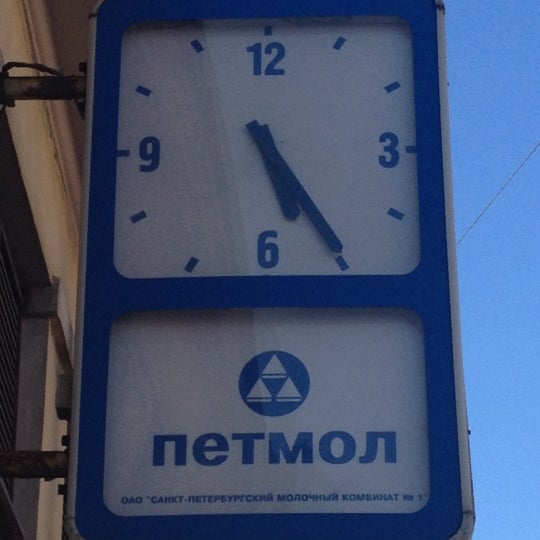 12
9 3
6
петмол
ОАО "САНКТ-ПЕТЕРБУРГСКИЙ МОЛОЧНЫЙ КОМБИНАТ № 1"